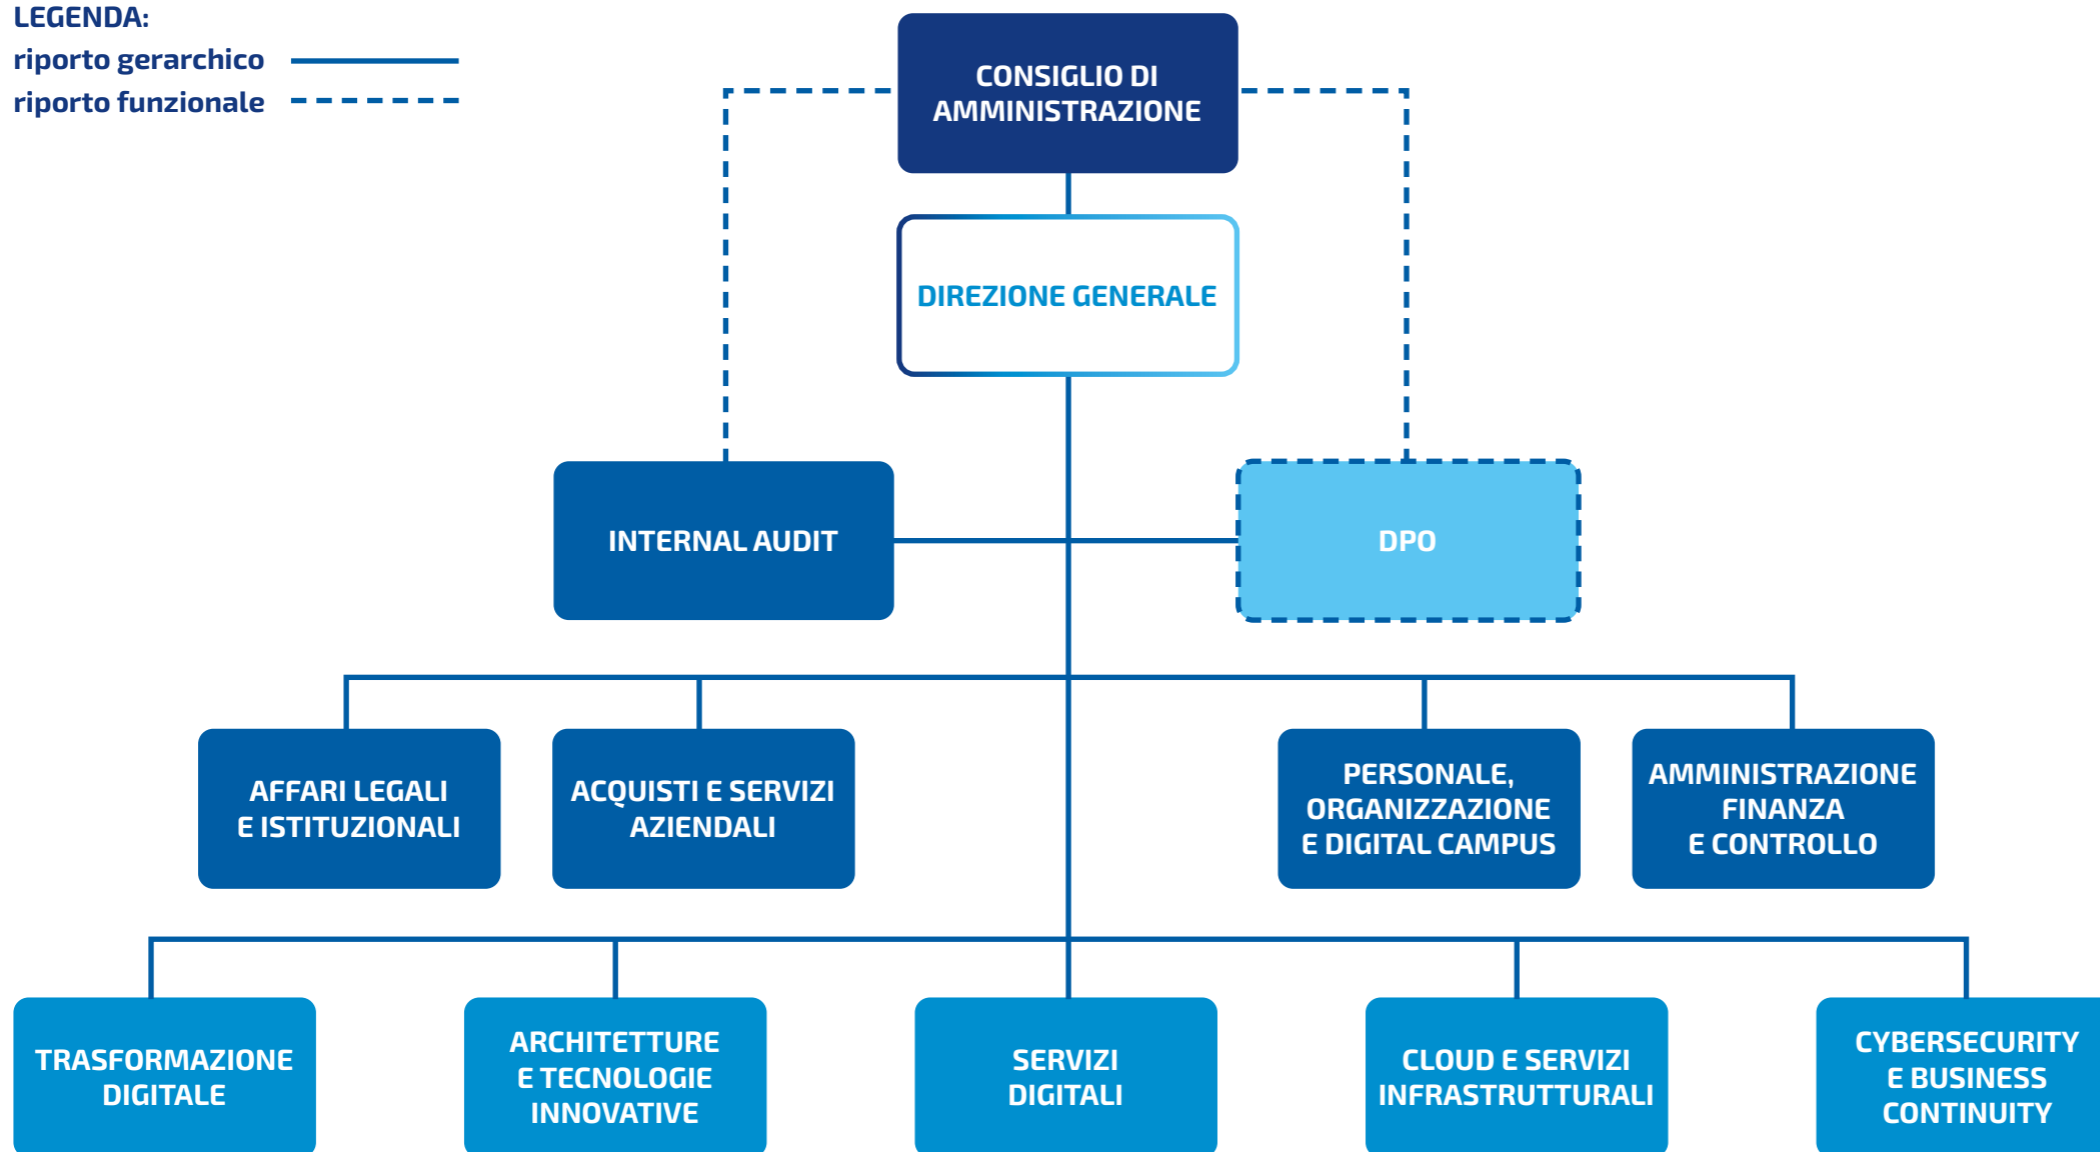 LEGENDA:
riporto gerarchico
riporto funzionale
CONSIGLIO DI
AMMINISTRAZIONE
DIREZIONE GENERALE
INTERNAL AUDIT
DPO
AFFARI LEGALI
E ISTITUZIONALI
ACQUISTI E SERVIZI
AZIENDALI
PERSONALE,
ORGANIZZAZIONE
E DIGITAL CAMPUS
AMMINISTRAZIONE
FINANZA
E CONTROLLO
TRASFORMAZIONE
DIGITALE
ARCHITETTURE
E TECNOLOGIE
INNOVATIVE
SERVIZI
DIGITALI
CLOUD E SERVIZI
INFRASTRUTTURALI
CYBERSECURITY
E BUSINESS
CONTINUITY